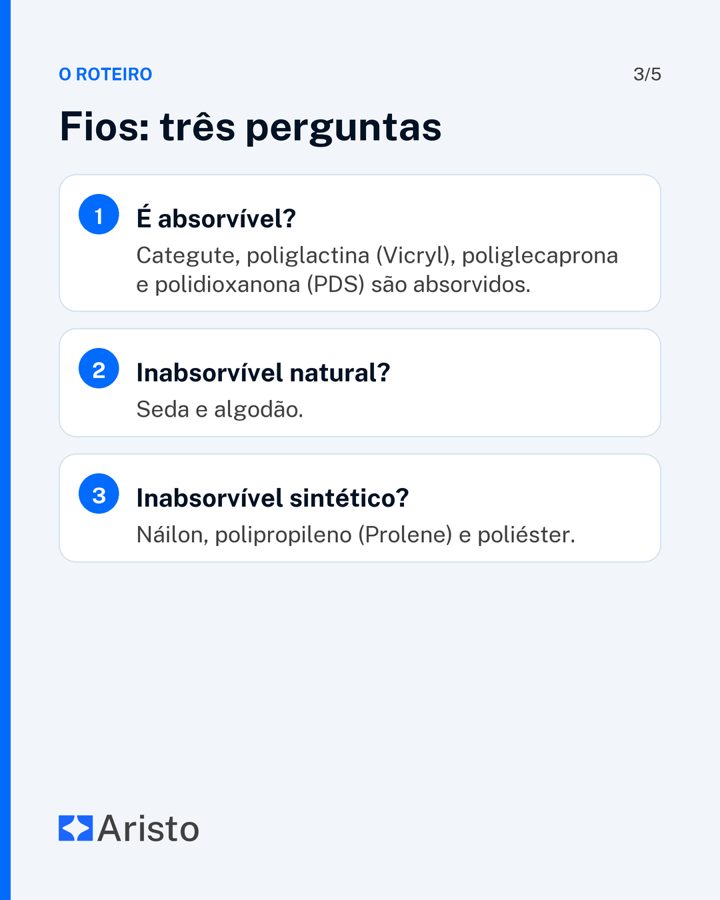 O ROTEIRO
3/5
Fios: três perguntas
1
É absorvível?
Categute, poliglactina (Vicryl), poliglecaprona
e polidioxanona (PDS) são absorvidos.
2
Inabsorvível natural?
Seda e algodão.
3
Inabsorvível sintético?
Náilon, polipropileno (Prolene) e poliéster.
Aristo